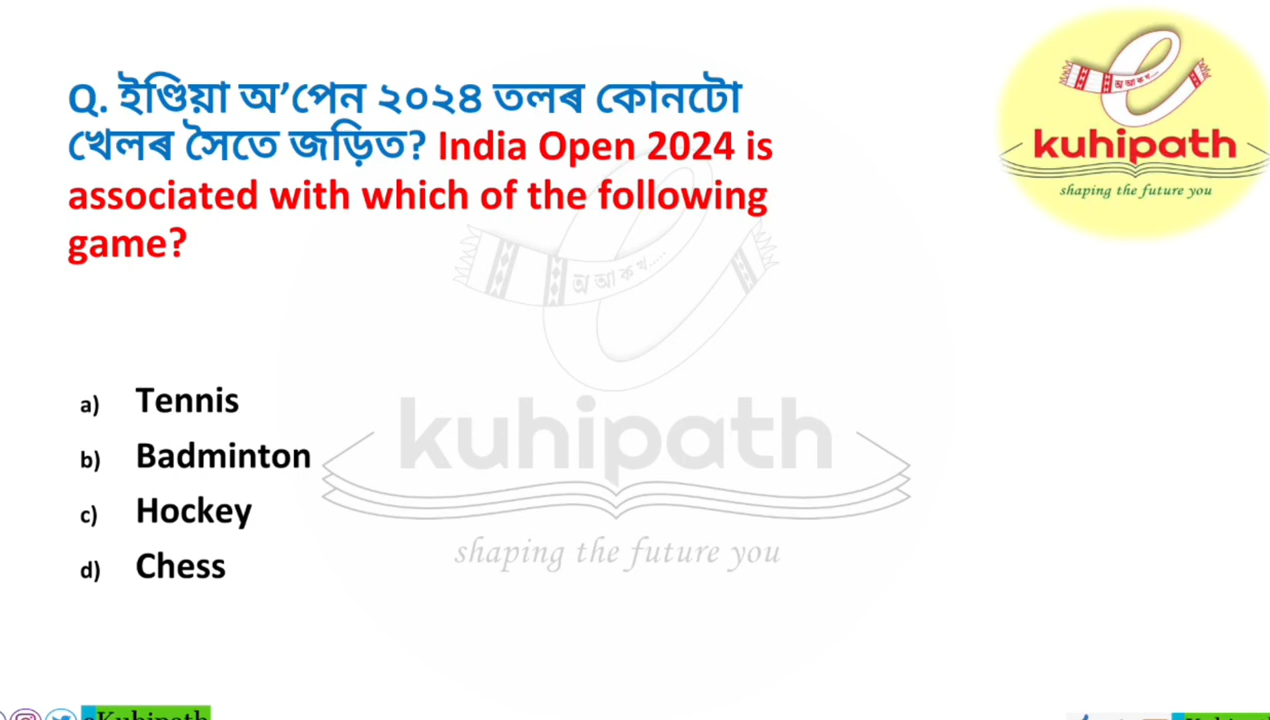 Q. ইণ্ডিয়া অ’পেন ২০২৪ তলৰ কোনটো
খেলৰ সৈতে জড়িত? India Open 2024 is
associated with which of the following
game?
a) Tennis
b) Badminton
c) Hockey
d) Chess
kuhipath
shaping the future you
অ আ ক খ....
kuhipath
shaping the future you